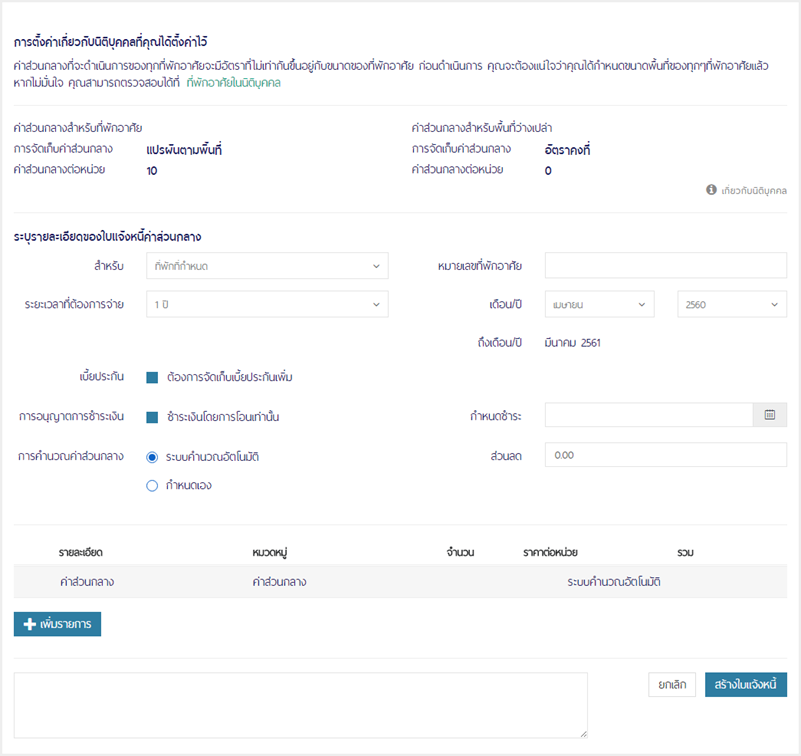 การตั้งค่าเกี่ยวกับนิติบุคคลที่คุณได้ตั้งค่าไว้
ค่าส่วนกลางที่จะดำเนินการของทุกที่พักอาศัยจะมีอัตราที่ไม่เท่ากันขึ้นอยู่กับขนาดของที่พักอาศัย ก่อนดำเนินการ คุณจะต้องแน่ใจว่าคุณได้กำหนดขนาดพื้นที่ของทุกๆที่พักอาศัยแล้ว
หากไม่มั่นใจ คุณสามารถตรวจสอบได้ที่ ที่พักอาศัยในนิติบุคคล
ค่าส่วนกลางสำหรับที่พักอาศัย ค่าส่วนกลางสำหรับพื้นที่ว่างเปล่า
การจัดเก็บค่าส่วนกลาง แปรผันตามพื้นที่ การจัดเก็บค่าส่วนกลาง อัตราคงที่
ค่าส่วนกลางต่อหน่วย 10 ค่าส่วนกลางต่อหน่วย 0
เกี่ยวกับนิติบุคคล
ระบุรายละเอียดของใบแจ้งหนี้ค่าส่วนกลาง
สำหรับ ที่พักที่กำหนด หมายเลขที่พักอาศัย
ระยะเวลาที่ต้องการจ่าย 1 ปี เดือน/ปี เมษายน 2560
ถึงเดือน/ปี มีนาคม 2561
เบี้ยประกัน ต้องการจัดเก็บเบี้ยประกันเพิ่ม
การอนุญาตการชำระเงิน ชำระเงินโดยการโอนเท่านั้น กำหนดชำระ
การคำนวณค่าส่วนกลาง ระบบคำนวณอัตโนมัติ ส่วนลด 0.00
กำหนดเอง
รายละเอียด หมวดหมู่ จำนวน ราคาต่อหน่วย รวม
ค่าส่วนกลาง ค่าส่วนกลาง ระบบคำนวณอัตโนมัติ
เพิ่มรายการ
ยกเลิก สร้างใบแจ้งหนี้